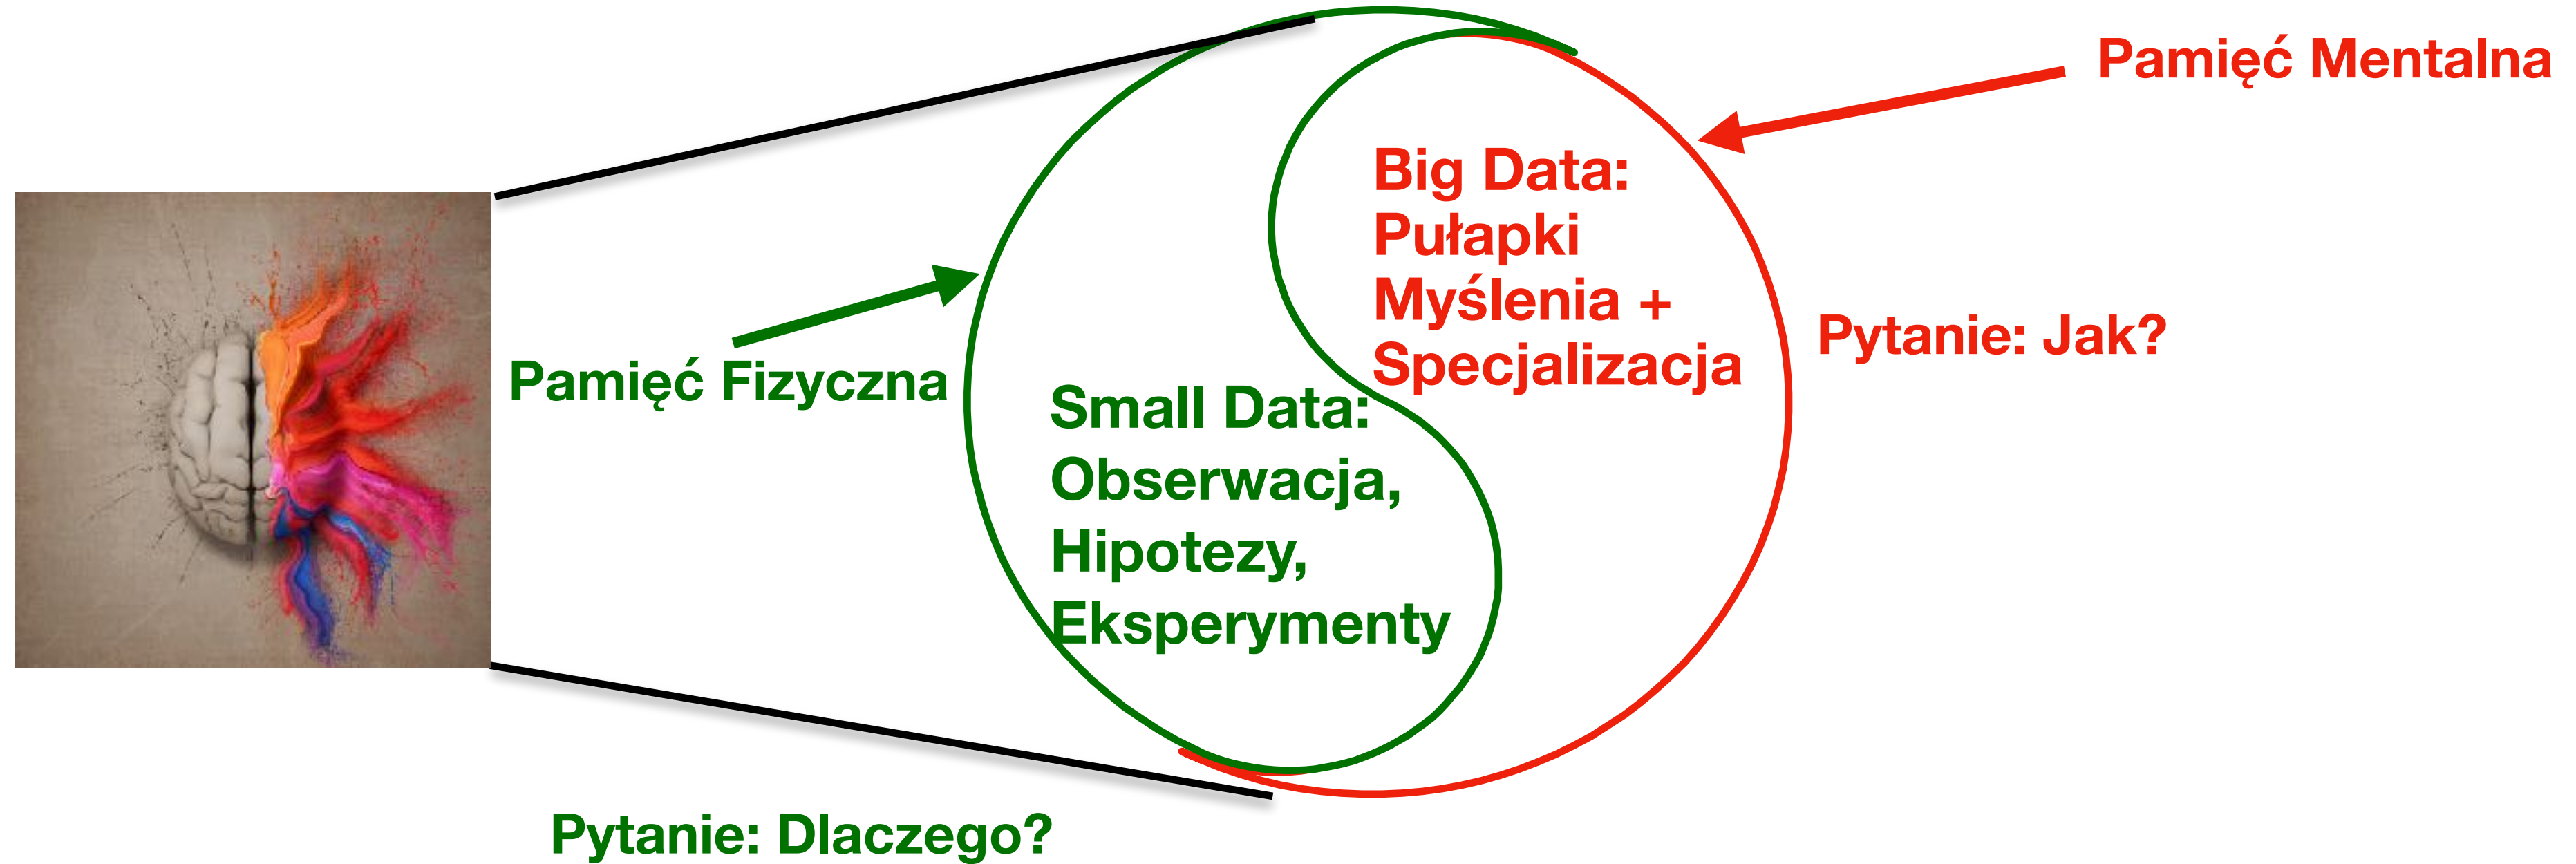 Pamięć Mentalna
Big Data:
Pułapki
Myślenia +
Specjalizacja
Pytanie: Jak?
Pamięć Fizyczna
Small Data:
Obserwacja,
Hipotezy,
Eksperymenty
Pytanie: Dlaczego?